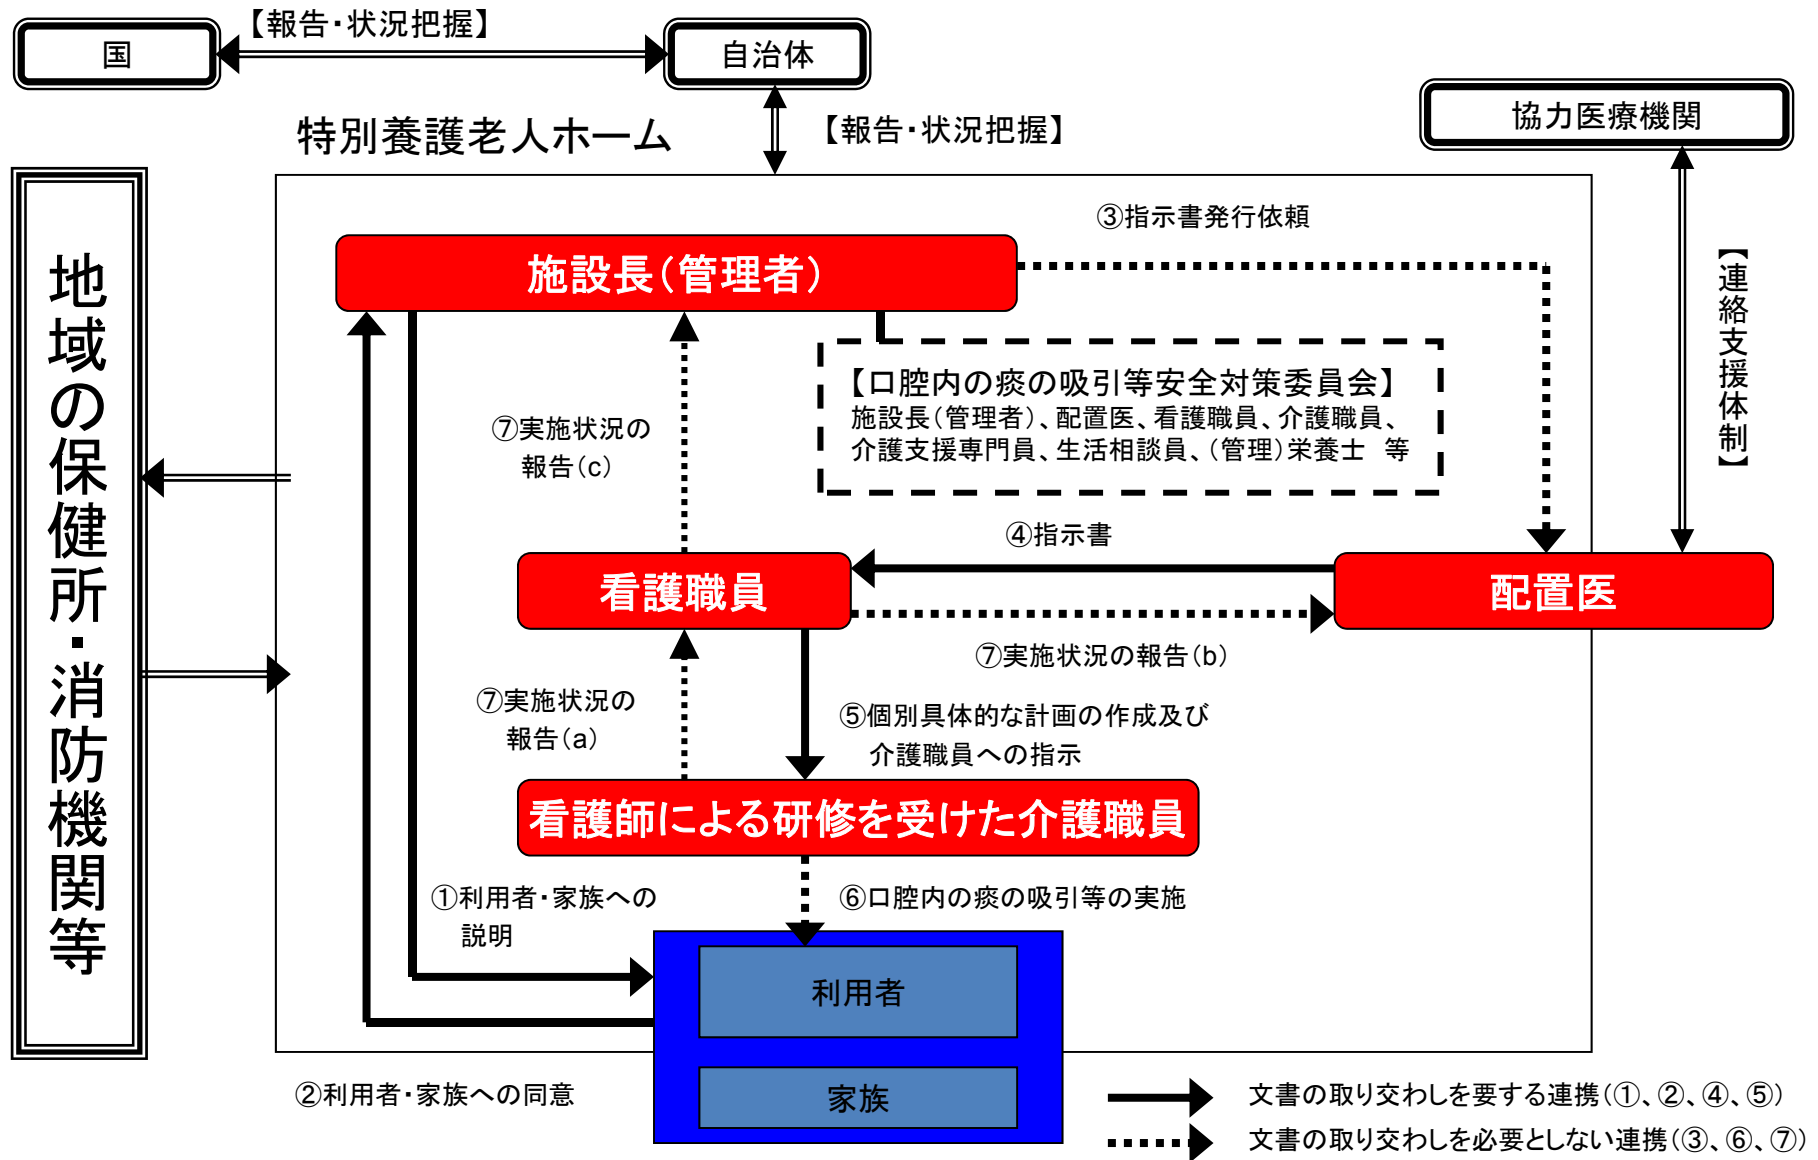 【報告・状況把握】
国
自治体
協力医療機関
特別養護老人ホーム
【報告・状況把握】
地域の保健所・消防機関等
③指示書発行依頼
施設長（管理者）
【連絡支援体制】
【口腔内の痰の吸引等安全対策委員会】
施設長（管理者）、配置医、看護職員、介護職員、
介護支援専門員、生活相談員、（管理）栄養士　等
⑦実施状況の
報告（c）
④指示書
看護職員
配置医
⑦実施状況の報告（b）
⑦実施状況の
報告（a）
⑤個別具体的な計画の作成及び
介護職員への指示
看護師による研修を受けた介護職員
①利用者・家族への
説明
⑥口腔内の痰の吸引等の実施
利用者
②利用者・家族への同意
家族
文書の取り交わしを要する連携（①、②、④、⑤）
文書の取り交わしを必要としない連携（③、⑥、⑦）